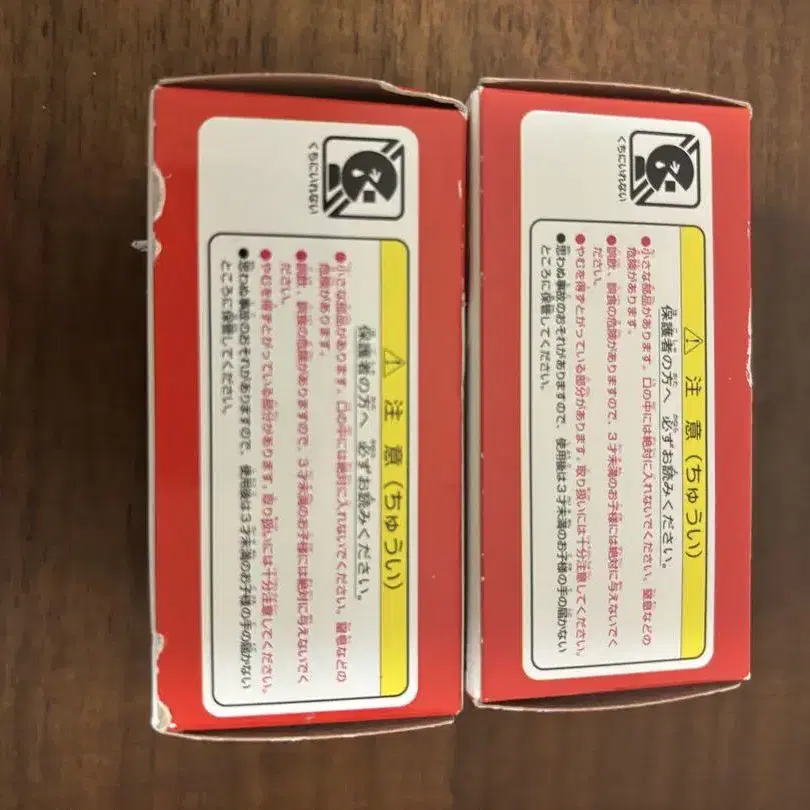 くちにいれない
⚠ 注意(ちゅうい)
保護者の方へ 必ずお読みください。
●小さな部品があります。口の中には絶対に入れないでください。窒息などの
危険があります。
●誤飲、誤食の危険がありますので、3才未満のお子様には絶対に与えないでく
ださい。
●やむを得ずとがっている部分があります。取り扱いには十分注意してください。
●思わぬ事故のおそれがありますので、使用後は3才未満のお子様の手の届かない
ところに保管してください。
くちにいれない
⚠ 注意(ちゅうい)
保護者の方へ 必ずお読みください。
●小さな部品があります。口の中には絶対に入れないでください。窒息などの
危険があります。
●誤飲、誤食の危険がありますので、3才未満のお子様には絶対に与えないでく
ださい。
●やむを得ずとがっている部分があります。取り扱いには十分注意してください。
●思わぬ事故のおそれがありますので、使用後は3才未満のお子様の手の届かない
ところに保管してください。